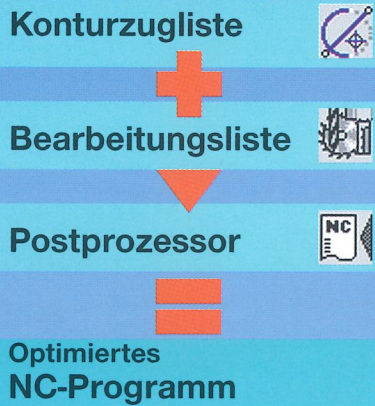 Konturzugliste
Bearbeitungsliste
Postprozessor
NC
Optimiertes
NC-Programm